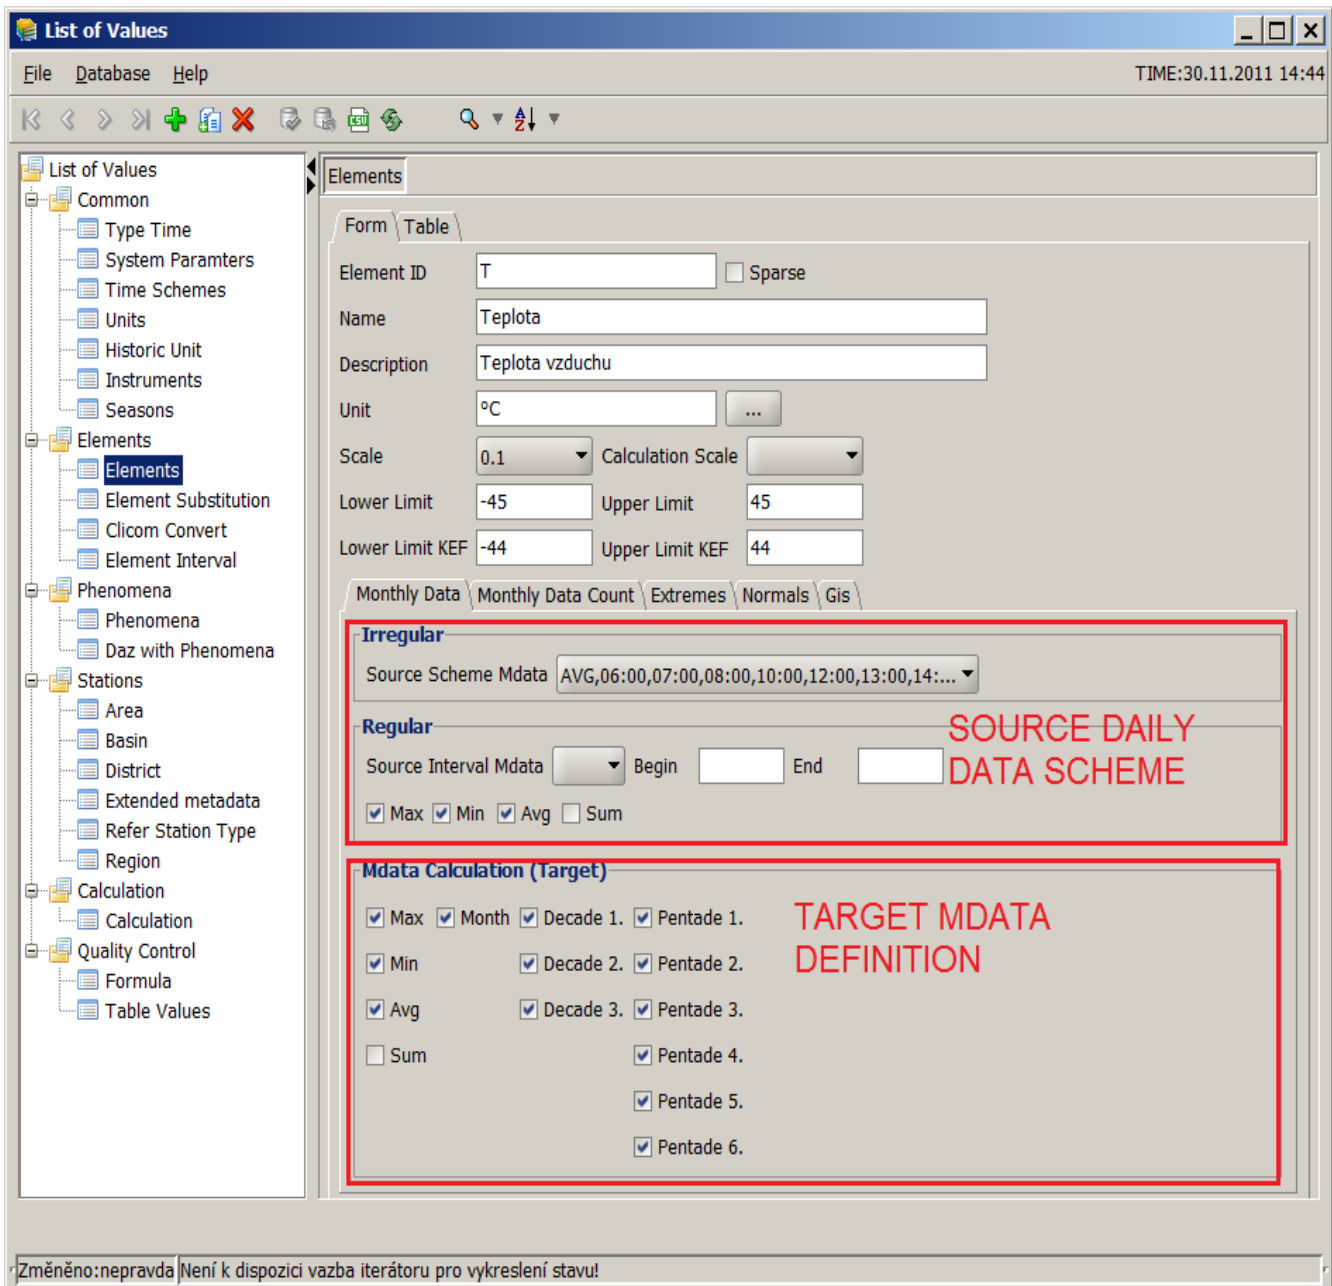 List of Values
File Database Help TIME:30.11.2011 14:44
CSV A Z
List of Values
Common
Type Time
System Paramters
Time Schemes
Units
Historic Unit
Instruments
Seasons
Elements
Elements
Element Substitution
Clicom Convert
Element Interval
Phenomena
Phenomena
Daz with Phenomena
Stations
Area
Basin
District
Extended metadata
Refer Station Type
Region
Calculation
Calculation
Quality Control
Formula
Table Values
Elements
Form Table
Element ID T Sparse
Name Teplota
Description Teplota vzduchu
Unit °C ...
Scale 0.1 Calculation Scale
Lower Limit -45 Upper Limit 45
Lower Limit KEF -44 Upper Limit KEF 44
Monthly Data Monthly Data Count Extremes Normals Gis
Irregular
Source Scheme Mdata AVG,06:00,07:00,08:00,10:00,12:00,13:00,14:...
Regular
Source Interval Mdata Begin End
Max Min Avg Sum
SOURCE DAILY
DATA SCHEME
Mdata Calculation (Target)
Max Month Decade 1. Pentade 1.
Min Decade 2. Pentade 2.
Avg Decade 3. Pentade 3.
Sum Pentade 4.
Pentade 5.
Pentade 6.
TARGET MDATA
DEFINITION
Změněno:nepravda Není k dispozici vazba iterátoru pro vykreslení stavu!